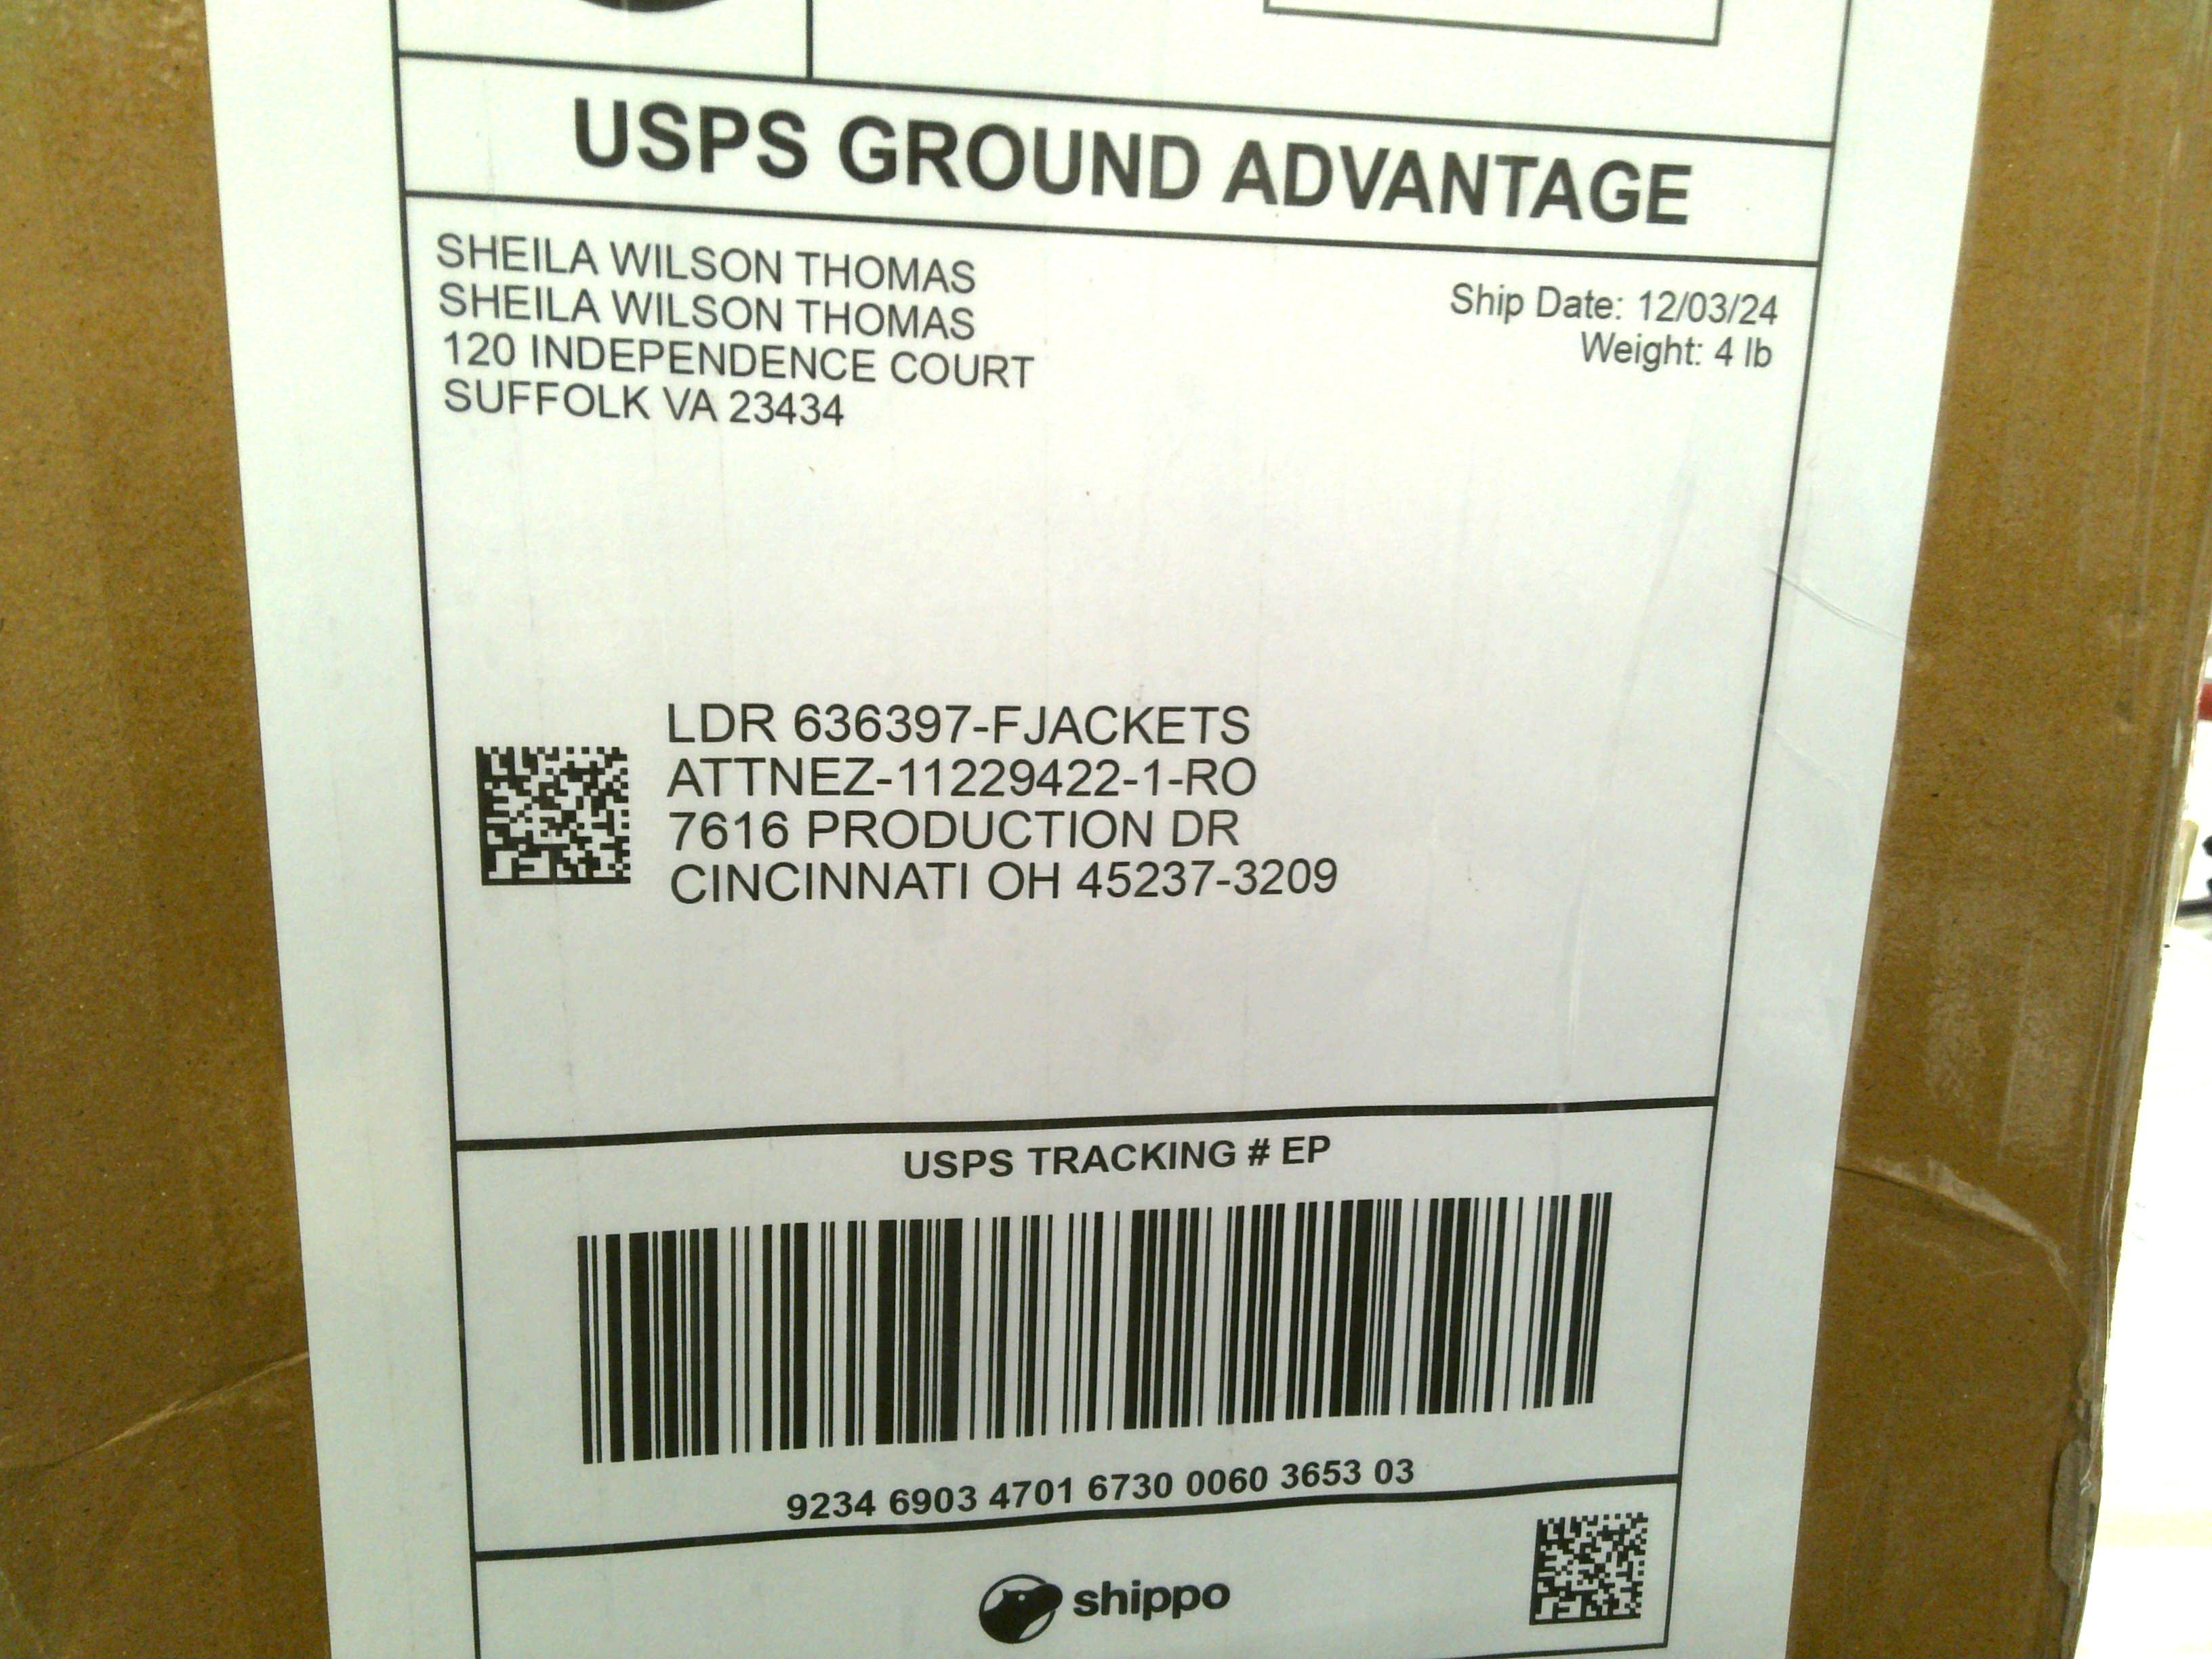 USPS GROUND ADVANTAGE
SHEILA WILSON THOMAS
SHEILA WILSON THOMAS
120 INDEPENDENCE COURT
SUFFOLK VA 23434
Ship Date: 12/03/24
Weight: 4 lb
LDR 636397-FJACKETS
ATTNEZ-11229422-1-RO
7616 PRODUCTION DR
CINCINNATI OH 45237-3209
USPS TRACKING # EP
9234 6903 4701 6730 0060 3653 03
shippo